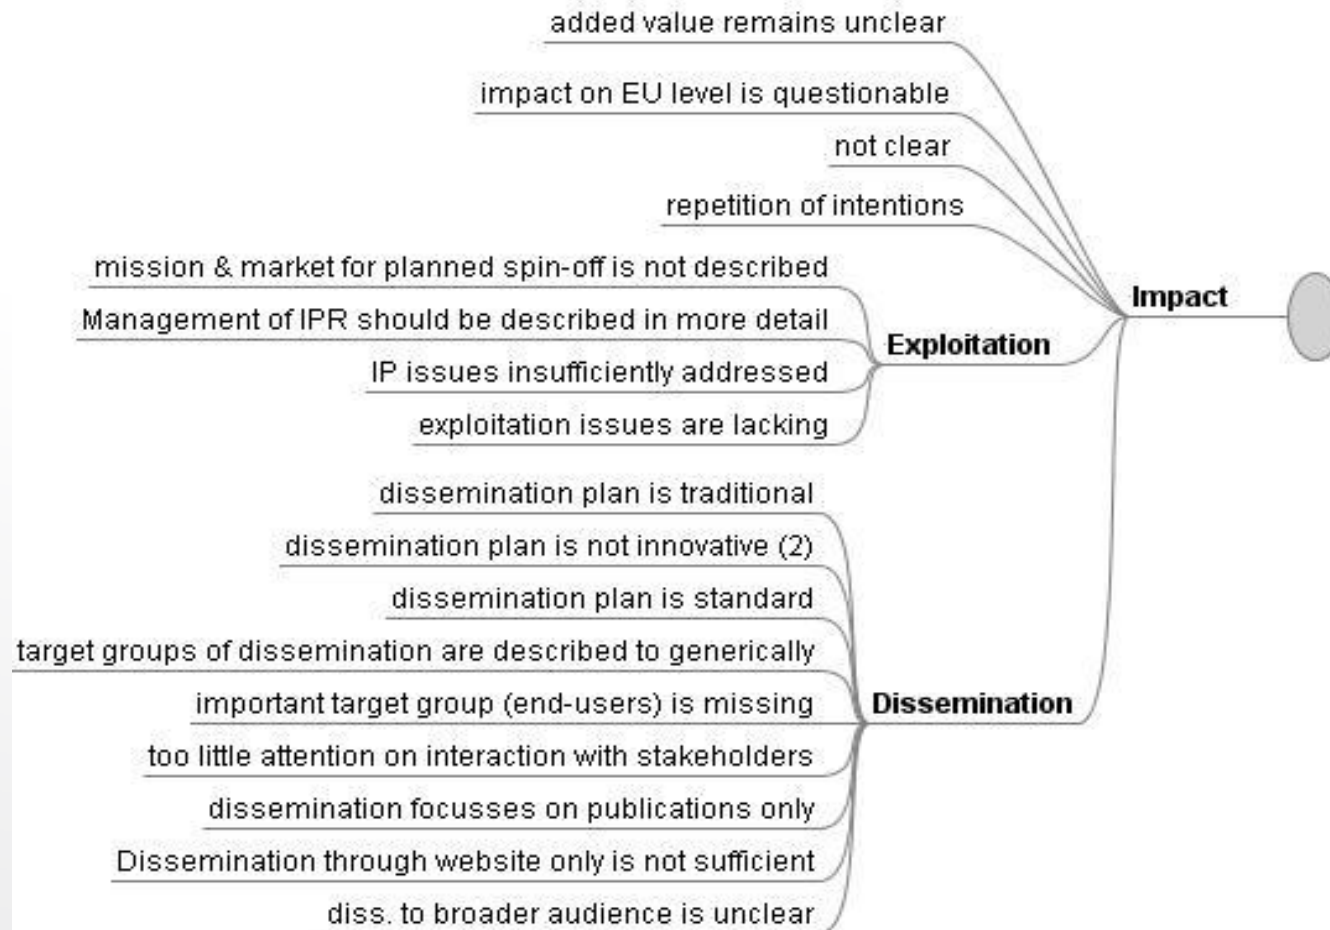 added value remains unclear
impact on EU level is questionable
not clear
repetition of intentions
Impact
mission & market for planned spin-off is not described
Management of IPR should be described in more detail
Exploitation
IP issues insufficiently addressed
exploitation issues are lacking
dissemination plan is traditional
dissemination plan is not innovative (2)
dissemination plan is standard
target groups of dissemination are described to generically
important target group (end-users) is missing
Dissemination
too little attention on interaction with stakeholders
dissemination focusses on publications only
Dissemination through website only is not sufficient
diss. to broader audience is unclear